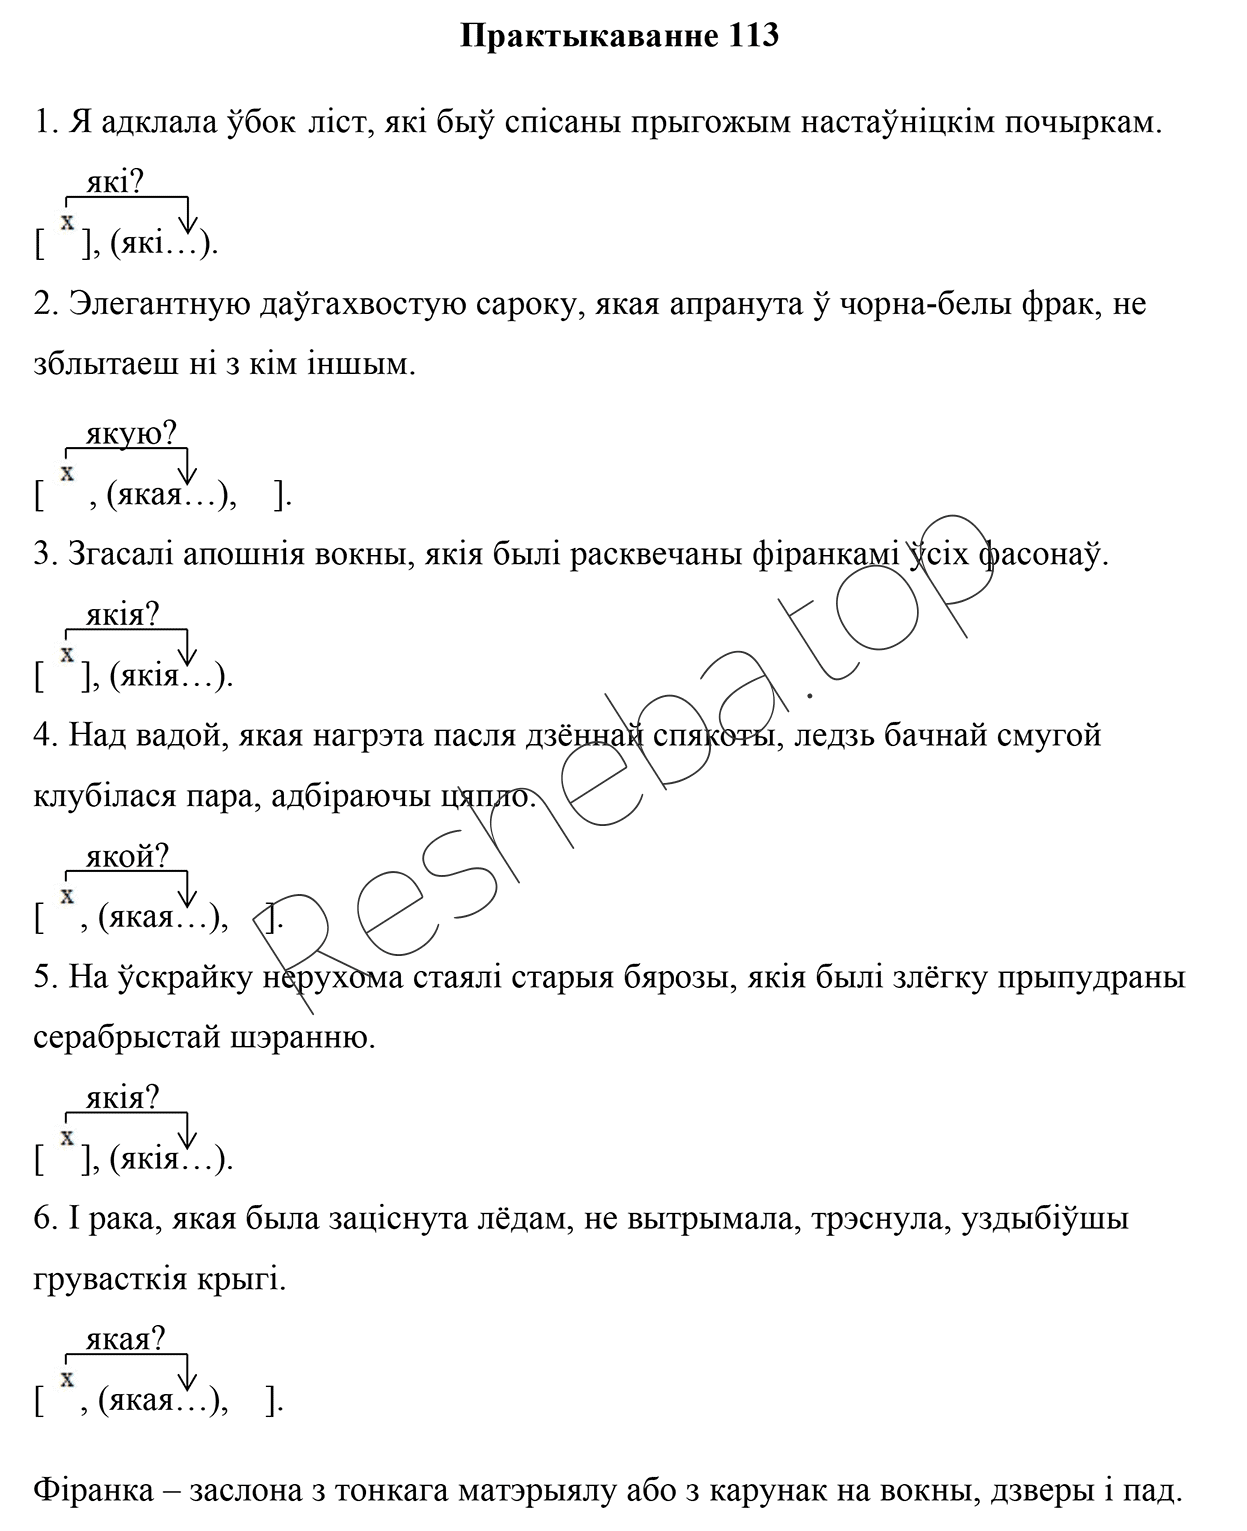 Практыкаванне 113
1. Я адклала ўбок ліст, які быў спісаны прыгожым настаўніцкім почыркам.
які?
х
[ ], (які…).
2. Элегантную даўгахвостую сароку, якая апранута ў чорна-белы фрак, не
зблытаеш ні з кім іншым.
якую?
х
[ , (якая…), ].
3. Згасалі апошнія вокны, якія былі расквечаны фіранкамі ўсіх фасонаў.
якія?
х
[ ], (якія…).
4. Над вадой, якая нагрэта пасля дзённай спякоты, ледзь бачнай смугой
клубілася пара, адбіраючы цяпло.
якой?
х
[ , (якая…), ].
5. На ўскрайку нерухома стаялі старыя бярозы, якія былі злёгку прыпудраны
серабрыстай шэранню.
якія?
х
[ ], (якія…).
6. І рака, якая была заціснута лёдам, не вытрымала, трэснула, уздыбіўшы
грувасткія крыгі.
якая?
х
[ , (якая…), ].
Фіранка – заслона з тонкага матэрыялу або з карунак на вокны, дзверы і пад.
Resheba.top